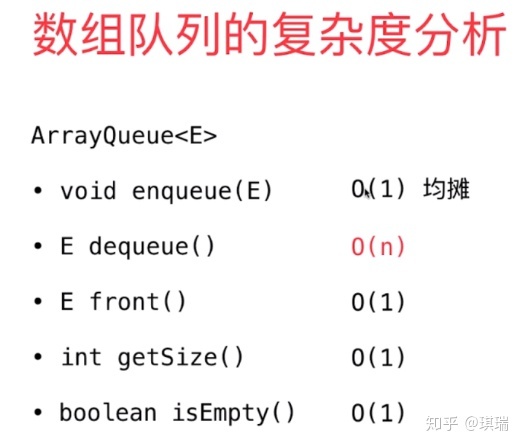 数组队列的复杂度分析
ArrayQueue<E>
• void enqueue(E) O(1) 均摊
• E dequeue() O(n)
• E front() O(1)
• int getSize() O(1)
• boolean isEmpty() O(1)
知乎 @琪瑞